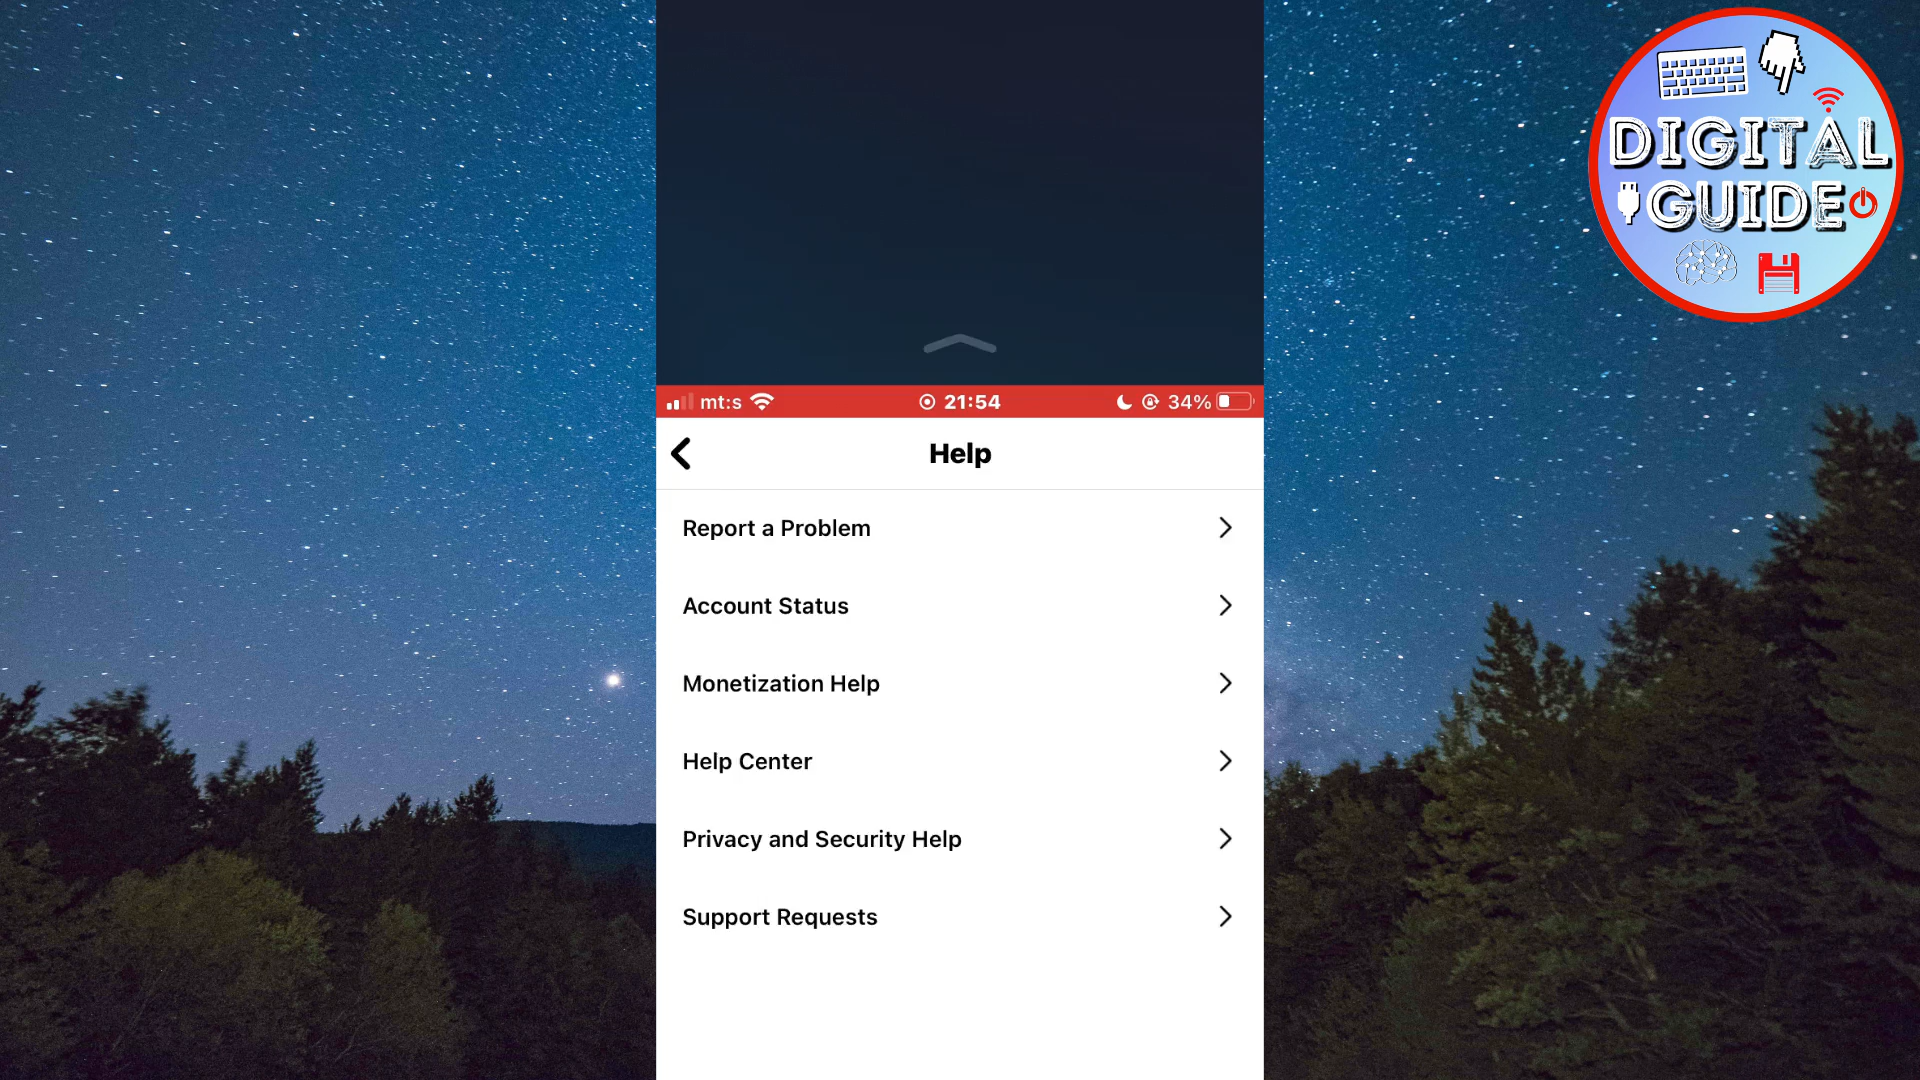 DIGITAL
GUIDE
mt:s 21:54 34%
Help
Report a Problem
Account Status
Monetization Help
Help Center
Privacy and Security Help
Support Requests